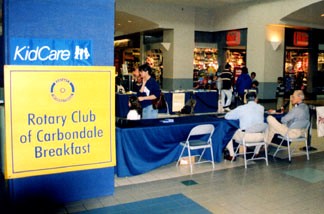 KidCare
Rotary Club
of Carbondale
Breakfast